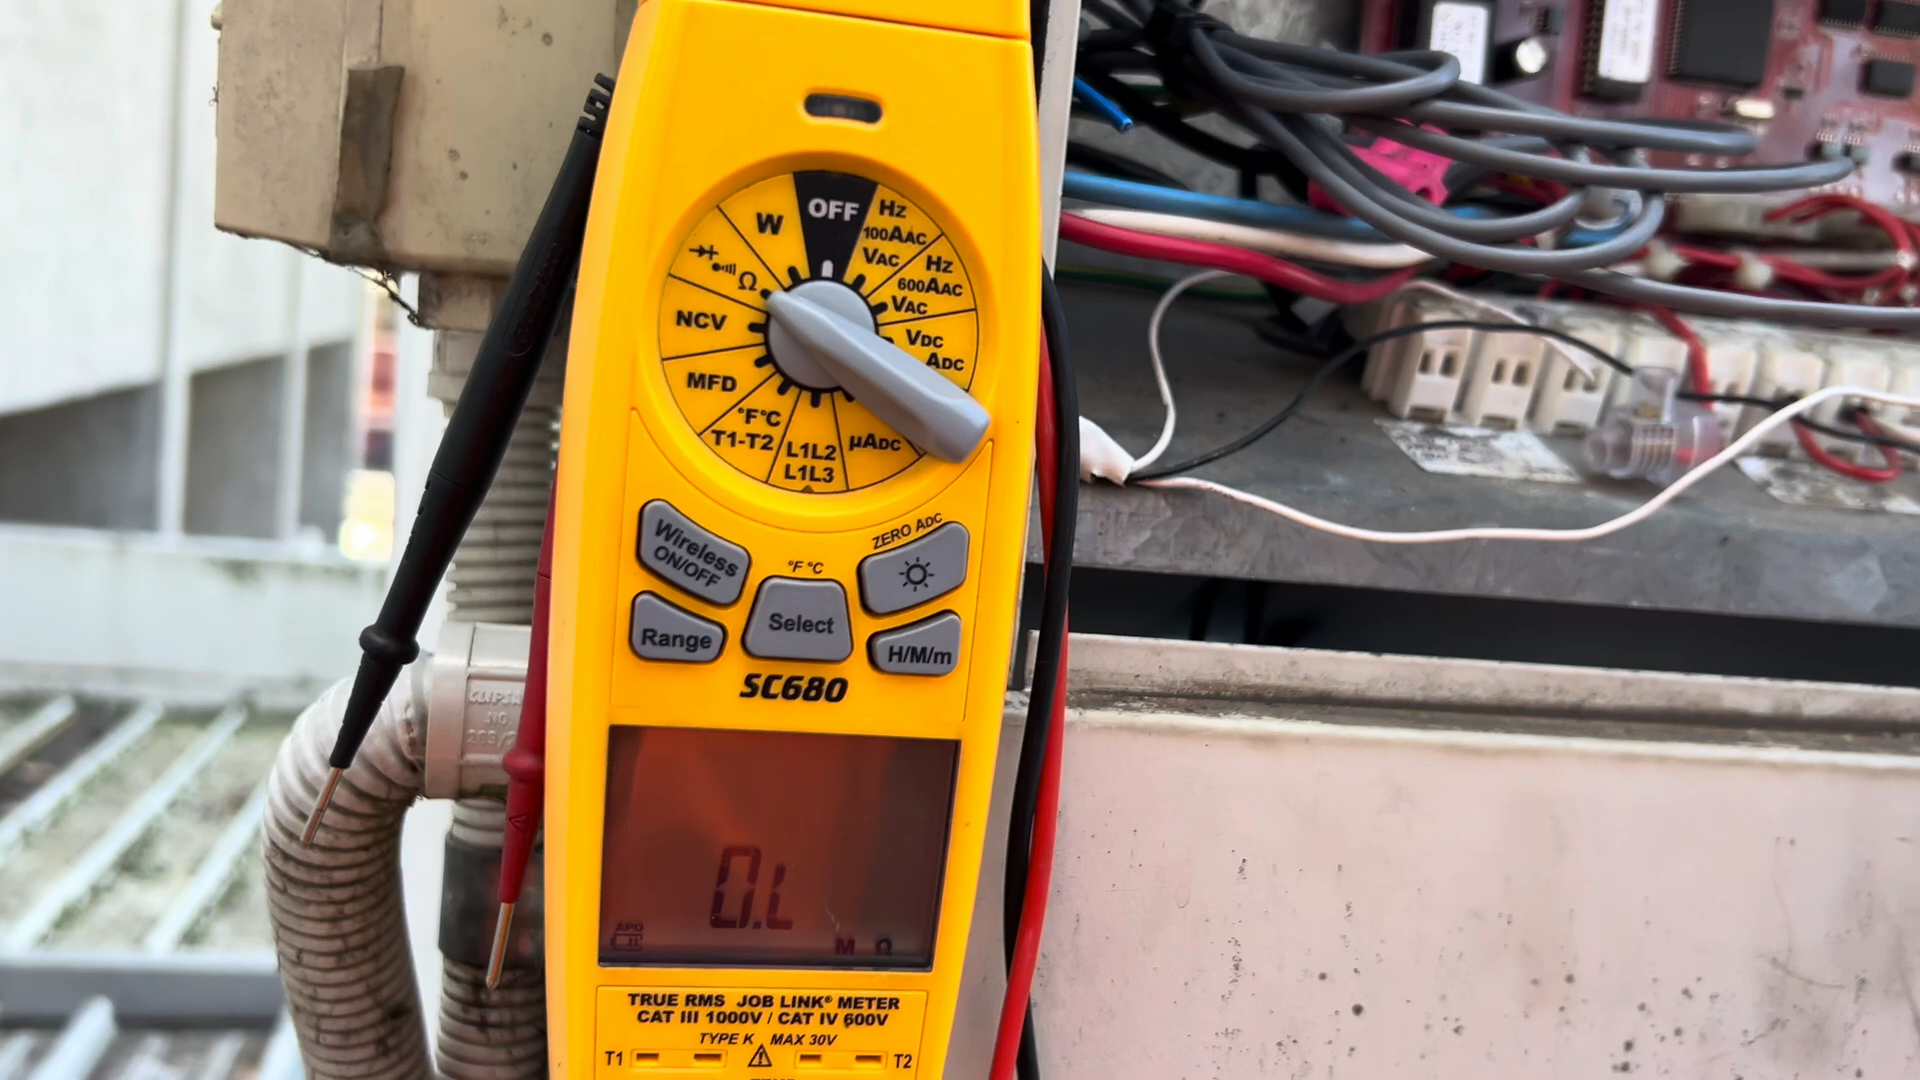 OFF
W
Hz
100AAC
VAC
Hz
600AAC
VAC
VDC
ADC
Ω
NCV
MFD
°F°C
T1-T2
L1L2
L1L3
µADC
Wireless
ON/OFF
ZERO ADC
°F °C
Select
Range
H/M/m
SC680
O.L
APO
M Ω
TRUE RMS JOB LINK® METER
CAT III 1000V / CAT IV 600V
TYPE K MAX 30V
T1
T2